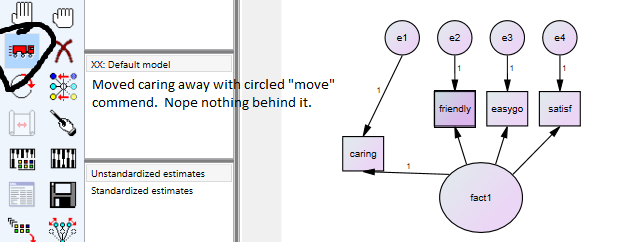 e1
e2
e3
e4
XX: Default model
Moved caring away with circled "move"
commend. Nope nothing behind it.
1
1
1
1
friendly
easygo
satisf
caring
1
Unstandardized estimates
Standardized estimates
fact1